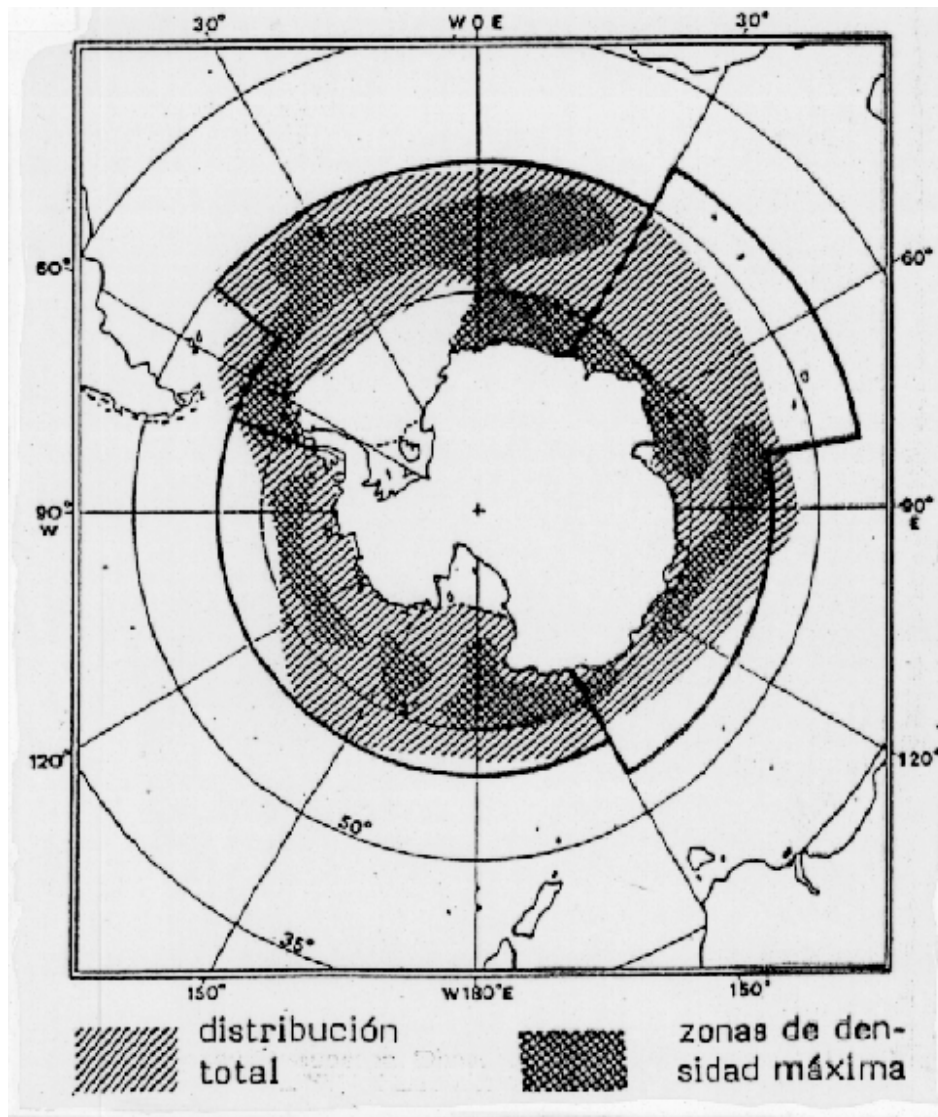 30° W 0 E 30°
60° 60°
90° W 90° E
120° 120°
50°
35°
150° W 180° E 150°
distribución
total
zonas de den-
sidad máxima